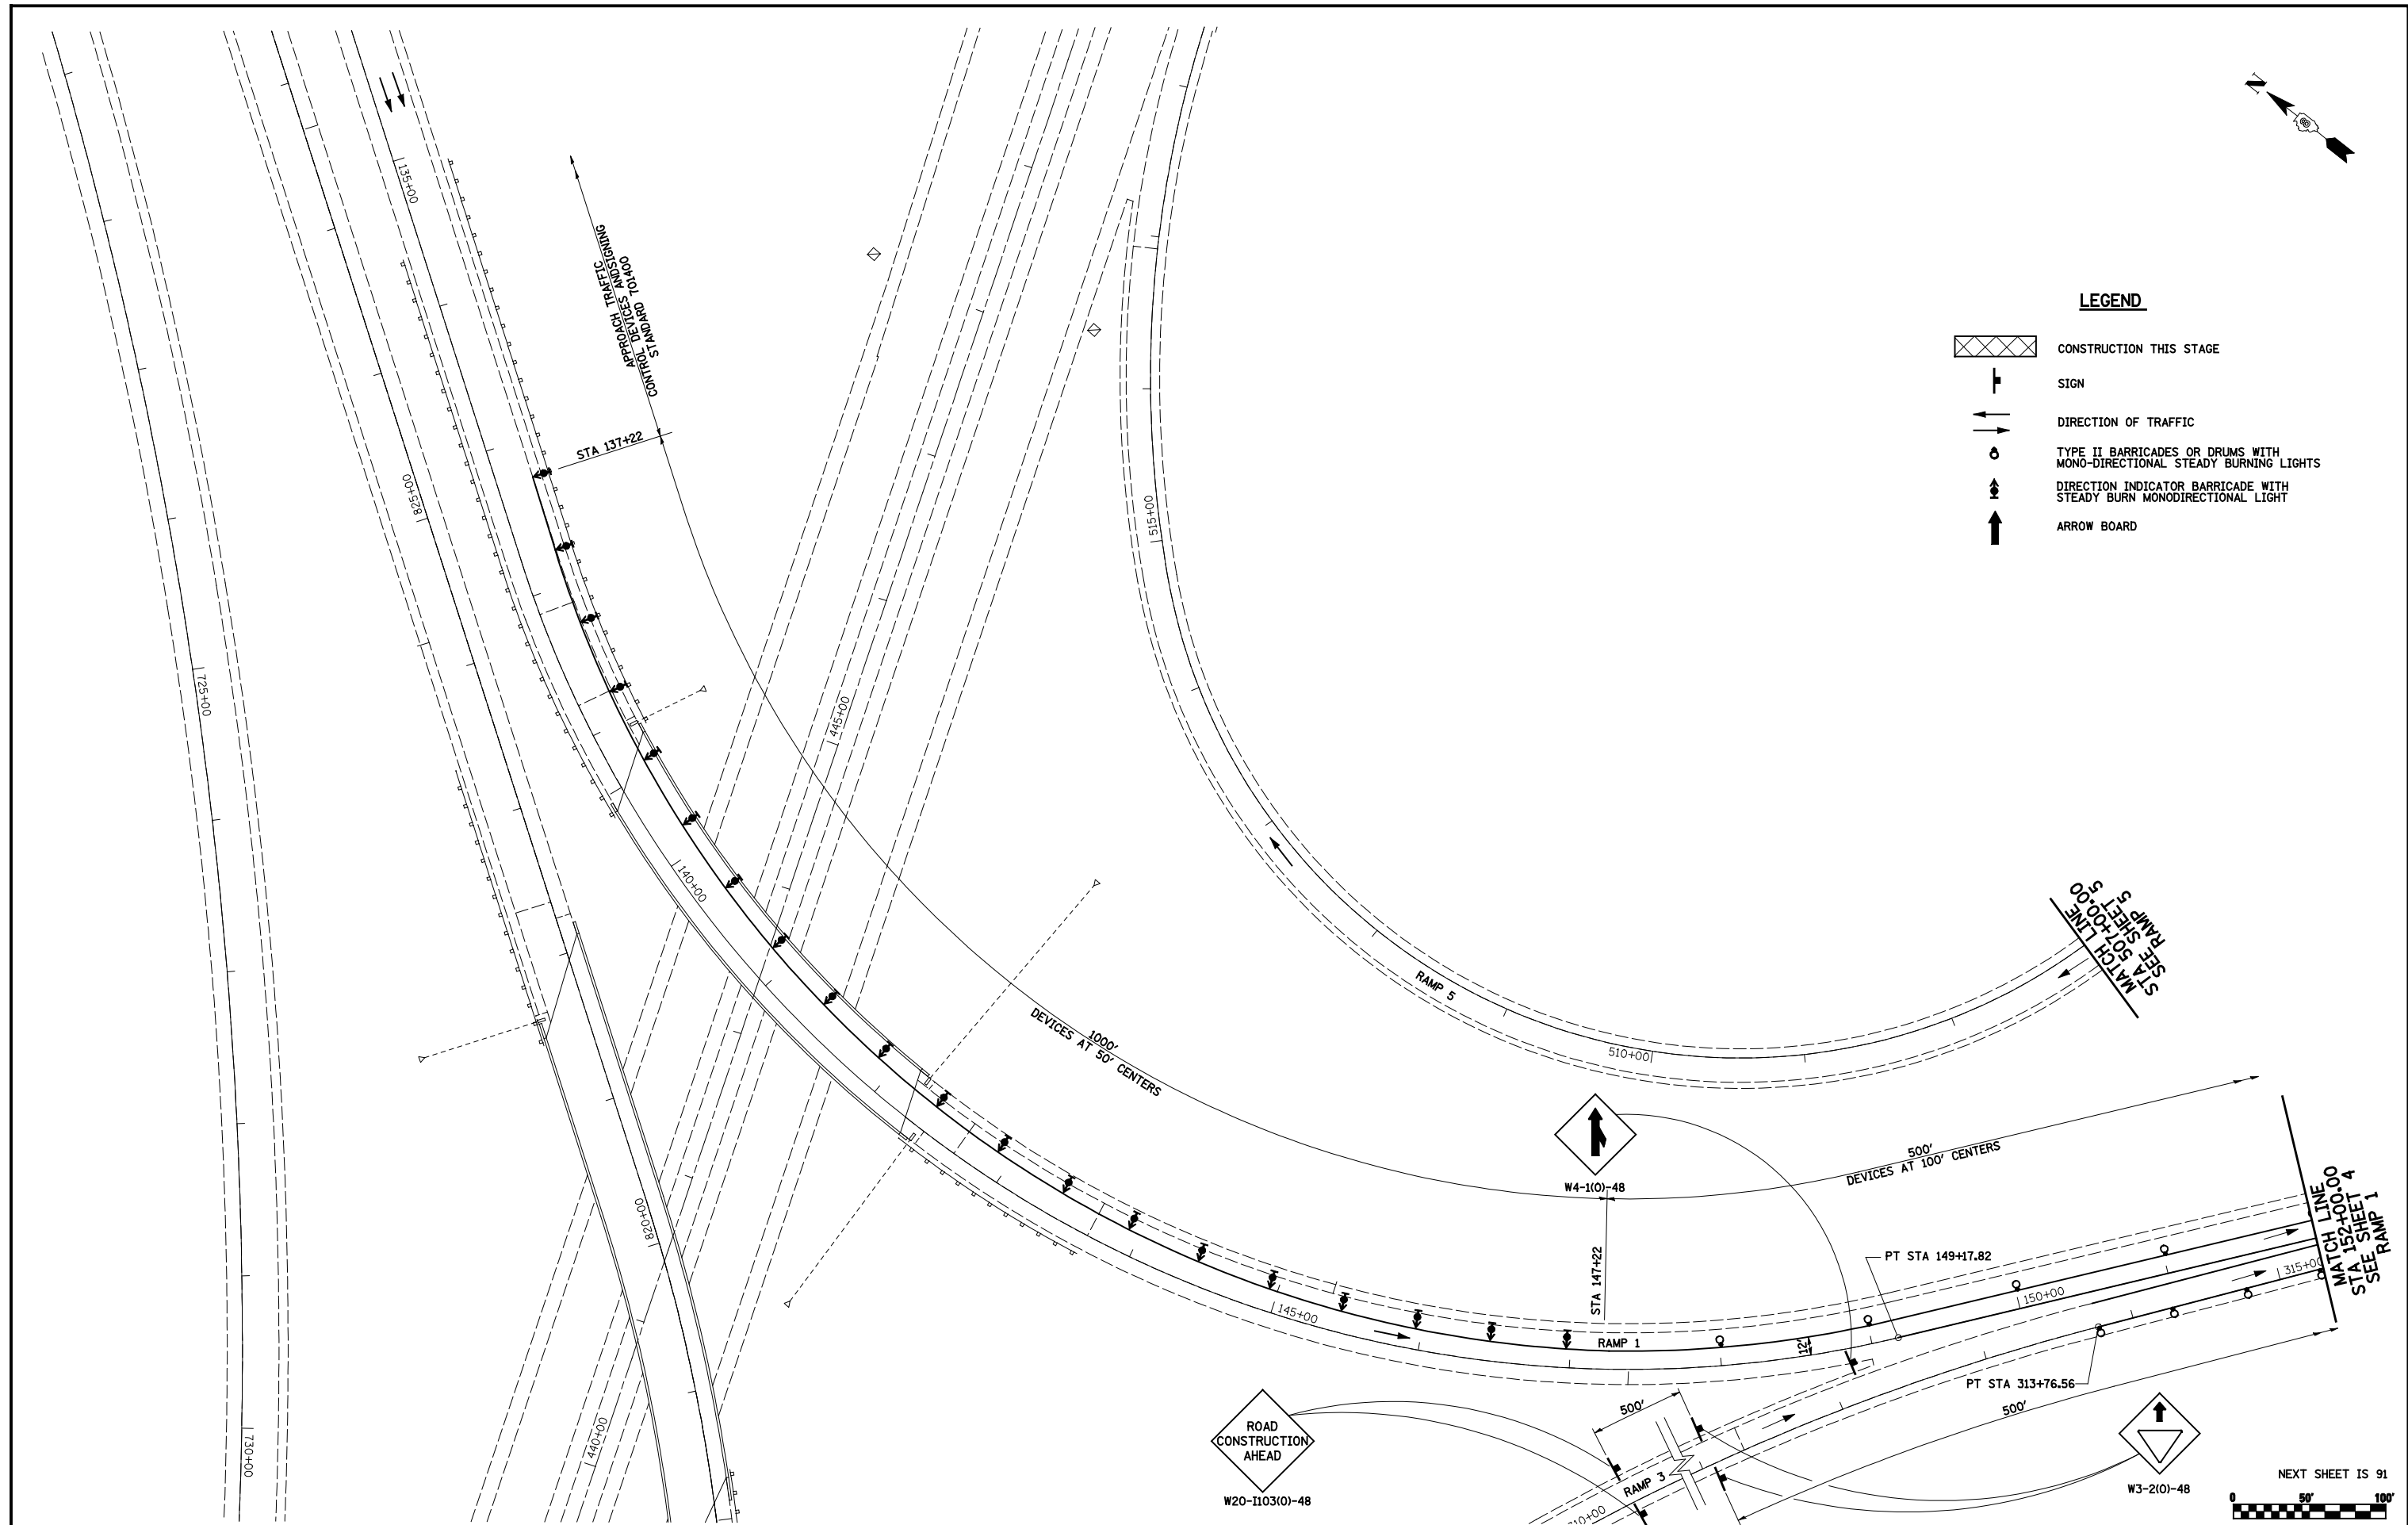 N
135+00
APPROACH TRAFFIC
CONTROL DEVICES ANDSIGNING
STANDARD 701400
STA 137+22
825+00
725+00
445+00
515+00
140+00
LEGEND
CONSTRUCTION THIS STAGE
SIGN
DIRECTION OF TRAFFIC
TYPE II BARRICADES OR DRUMS WITH
MONO-DIRECTIONAL STEADY BURNING LIGHTS
DIRECTION INDICATOR BARRICADE WITH
STEADY BURN MONODIRECTIONAL LIGHT
ARROW BOARD
MATCH LINE
STA 507+00.00
SEE SHEET 5
RAMP 5
RAMP 5
510+00
1000'
DEVICES AT 50' CENTERS
W4-1(O)-48
500'
DEVICES AT 100' CENTERS
820+00
STA 147+22
PT STA 149+17.82
MATCH LINE
STA 152+00.00
SEE SHEET 4
RAMP 1
315+00
150+00
145+00
RAMP 1
12'
PT STA 313+76.56
500'
500'
ROAD
CONSTRUCTION
AHEAD
W20-I103(O)-48
440+00
730+00
RAMP 3
310+00
W3-2(O)-48
NEXT SHEET IS 91
0 50' 100'